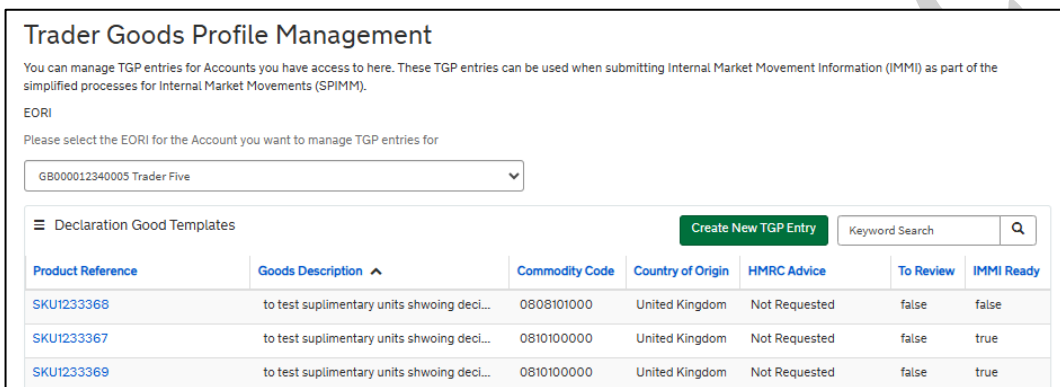 Trader Goods Profile Management
You can manage TGP entries for Accounts you have access to here. These TGP entries can be used when submitting Internal Market Movement Information (IMMI) as part of the
simplified processes for Internal Market Movements (SPIMM).
EORI
Please select the EORI for the Account you want to manage TGP entries for
GB000012340005 Trader Five
Declaration Good Templates Create New TGP Entry Keyword Search
Product Reference Goods Description Commodity Code Country of Origin HMRC Advice To Review IMMI Ready
SKU1233368 to test suplimentary units shwoing deci... 0808101000 United Kingdom Not Requested false false
SKU1233367 to test suplimentary units shwoing deci... 0810100000 United Kingdom Not Requested false true
SKU1233369 to test suplimentary units shwoing deci... 0810100000 United Kingdom Not Requested false true